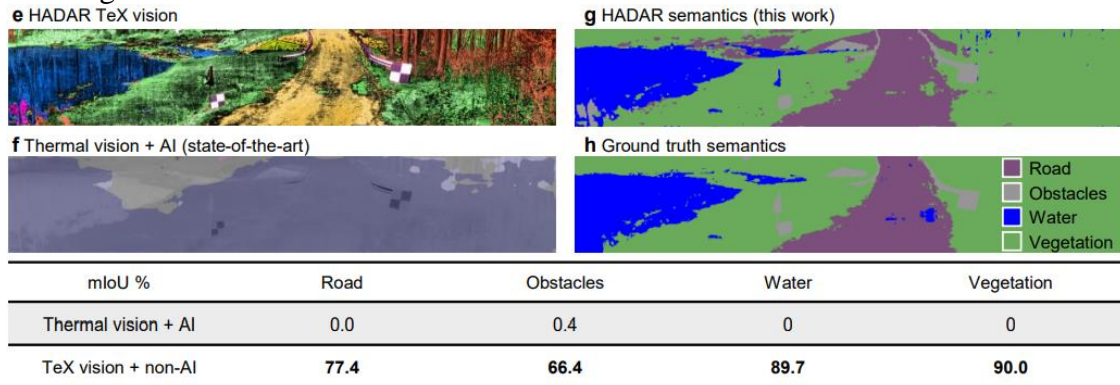 e HADAR TeX vision
g HADAR semantics (this work)
f Thermal vision + AI (state-of-the-art)
h Ground truth semantics
Road
Obstacles
Water
Vegetation
mIoU % Road Obstacles Water Vegetation
Thermal vision + AI 0.0 0.4 0 0
TeX vision + non-AI 77.4 66.4 89.7 90.0